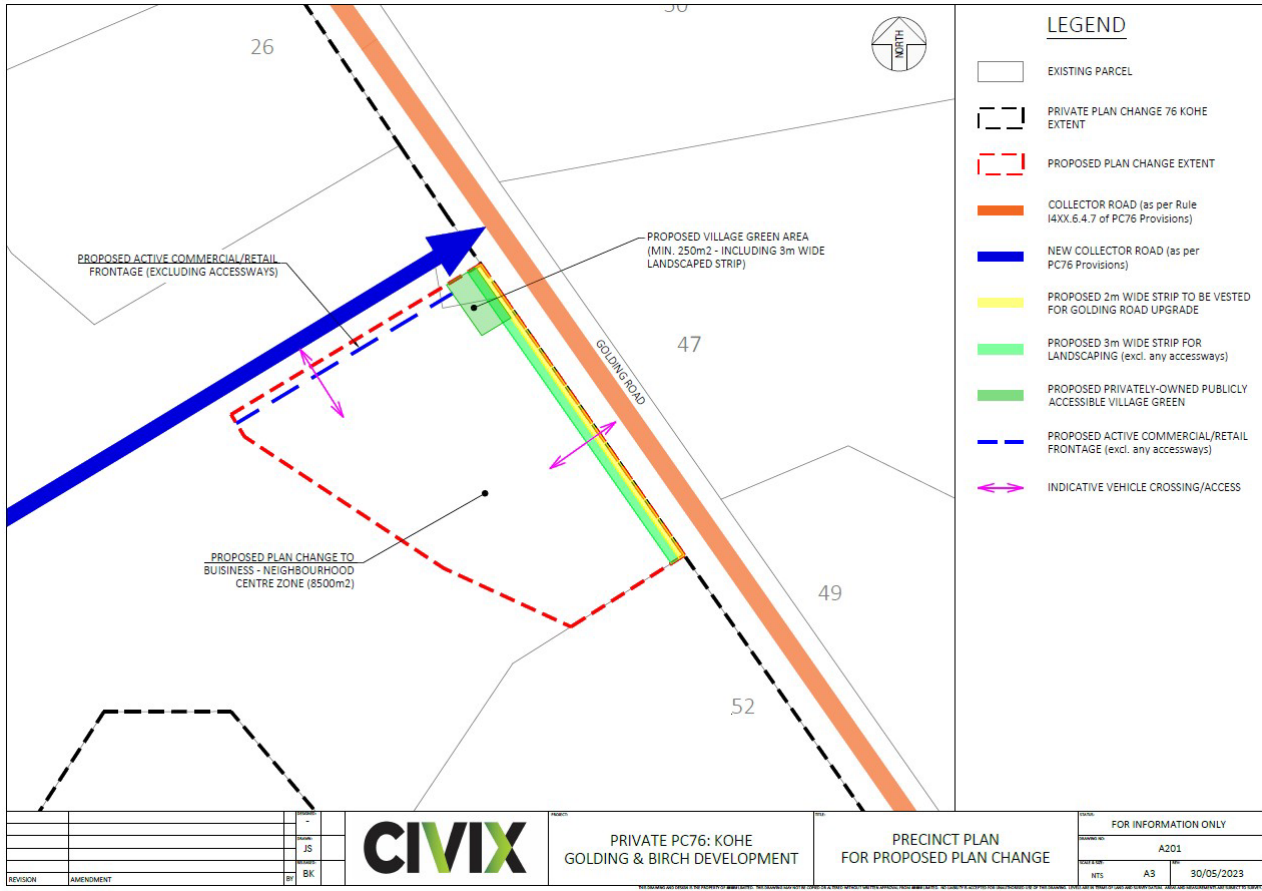 30
26
NORTH
PROPOSED ACTIVE COMMERCIAL/RETAIL
FRONTAGE (EXCLUDING ACCESSWAYS)
PROPOSED VILLAGE GREEN AREA
(MIN. 250m2 - INCLUDING 3m WIDE
LANDSCAPED STRIP)
47
GOLDING ROAD
PROPOSED PLAN CHANGE TO
BUISINESS - NEIGHBOURHOOD
CENTRE ZONE (8500m2)
49
52
LEGEND
EXISTING PARCEL
PRIVATE PLAN CHANGE 76 KOHE
EXTENT
PROPOSED PLAN CHANGE EXTENT
COLLECTOR ROAD (as per Rule
I4XX.6.4.7 of PC76 Provisions)
NEW COLLECTOR ROAD (as per
PC76 Provisions)
PROPOSED 2m WIDE STRIP TO BE VESTED
FOR GOLDING ROAD UPGRADE
PROPOSED 3m WIDE STRIP FOR
LANDSCAPING (excl. any accessways)
PROPOSED PRIVATELY-OWNED PUBLICLY
ACCESSIBLE VILLAGE GREEN
PROPOSED ACTIVE COMMERCIAL/RETAIL
FRONTAGE (excl. any accessways)
INDICATIVE VEHICLE CROSSING/ACCESS
REVISION AMENDMENT BY
-
JS
BK
CIVIX
PROJECT:
PRIVATE PC76: KOHE
GOLDING & BIRCH DEVELOPMENT
TITLE:
PRECINCT PLAN
FOR PROPOSED PLAN CHANGE
STATUS:
FOR INFORMATION ONLY
DRAWING NO:
A201
NTS A3 30/05/2023